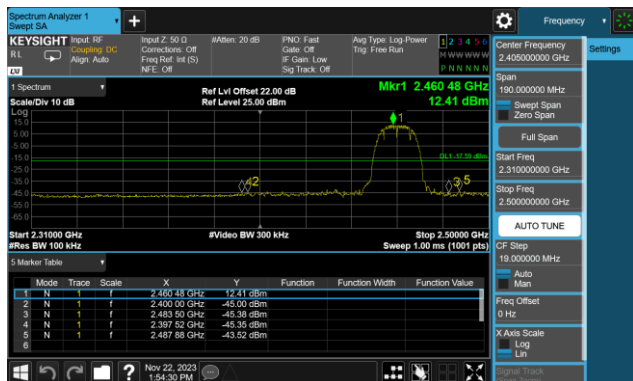 Spectrum Analyzer 1
Swept SA
Frequency
KEYSIGHT Input: RF Input Z: 50 Ω #Atten: 20 dB PNO: Fast Avg Type: Log-Power 1 2 3 4 5 6
RL Coupling: DC Corrections: Off Gate: Off Trig: Free Run M W W W W W
Align: Auto Freq Ref: Int (S) IF Gain: Low
NFE: Off Sig Track: Off P N N N N N
LXI
1 Spectrum Ref Lvl Offset 22.00 dB Mkr1 2.460 48 GHz
Scale/Div 10 dB Ref Level 25.00 dBm 12.41 dBm
Log
15.0
5.00
-5.00
-15.0
DL1 -17.59 dBm
-25.0
-35.0
-45.0
-55.0
-65.0
1
2
3
5
Start 2.31000 GHz #Video BW 300 kHz Stop 2.50000 GHz
#Res BW 100 kHz Sweep 1.00 ms (1001 pts)
5 Marker Table
Mode Trace Scale X Y Function Function Width Function Value
1 N 1 f 2.460 48 GHz 12.41 dBm
2 N 1 f 2.400 00 GHz -45.00 dBm
3 N 1 f 2.483 50 GHz -45.38 dBm
4 N 1 f 2.397 52 GHz -45.35 dBm
5 N 1 f 2.487 88 GHz -43.52 dBm
6
Nov 22, 2023
1:54:30 PM
Center Frequency
2.405000000 GHz
Settings
Span
190.000000 MHz
Swept Span
Zero Span
Full Span
Start Freq
2.310000000 GHz
Stop Freq
2.500000000 GHz
AUTO TUNE
CF Step
19.000000 MHz
Auto
Man
Freq Offset
0 Hz
X Axis Scale
Log
Lin
Signal Track